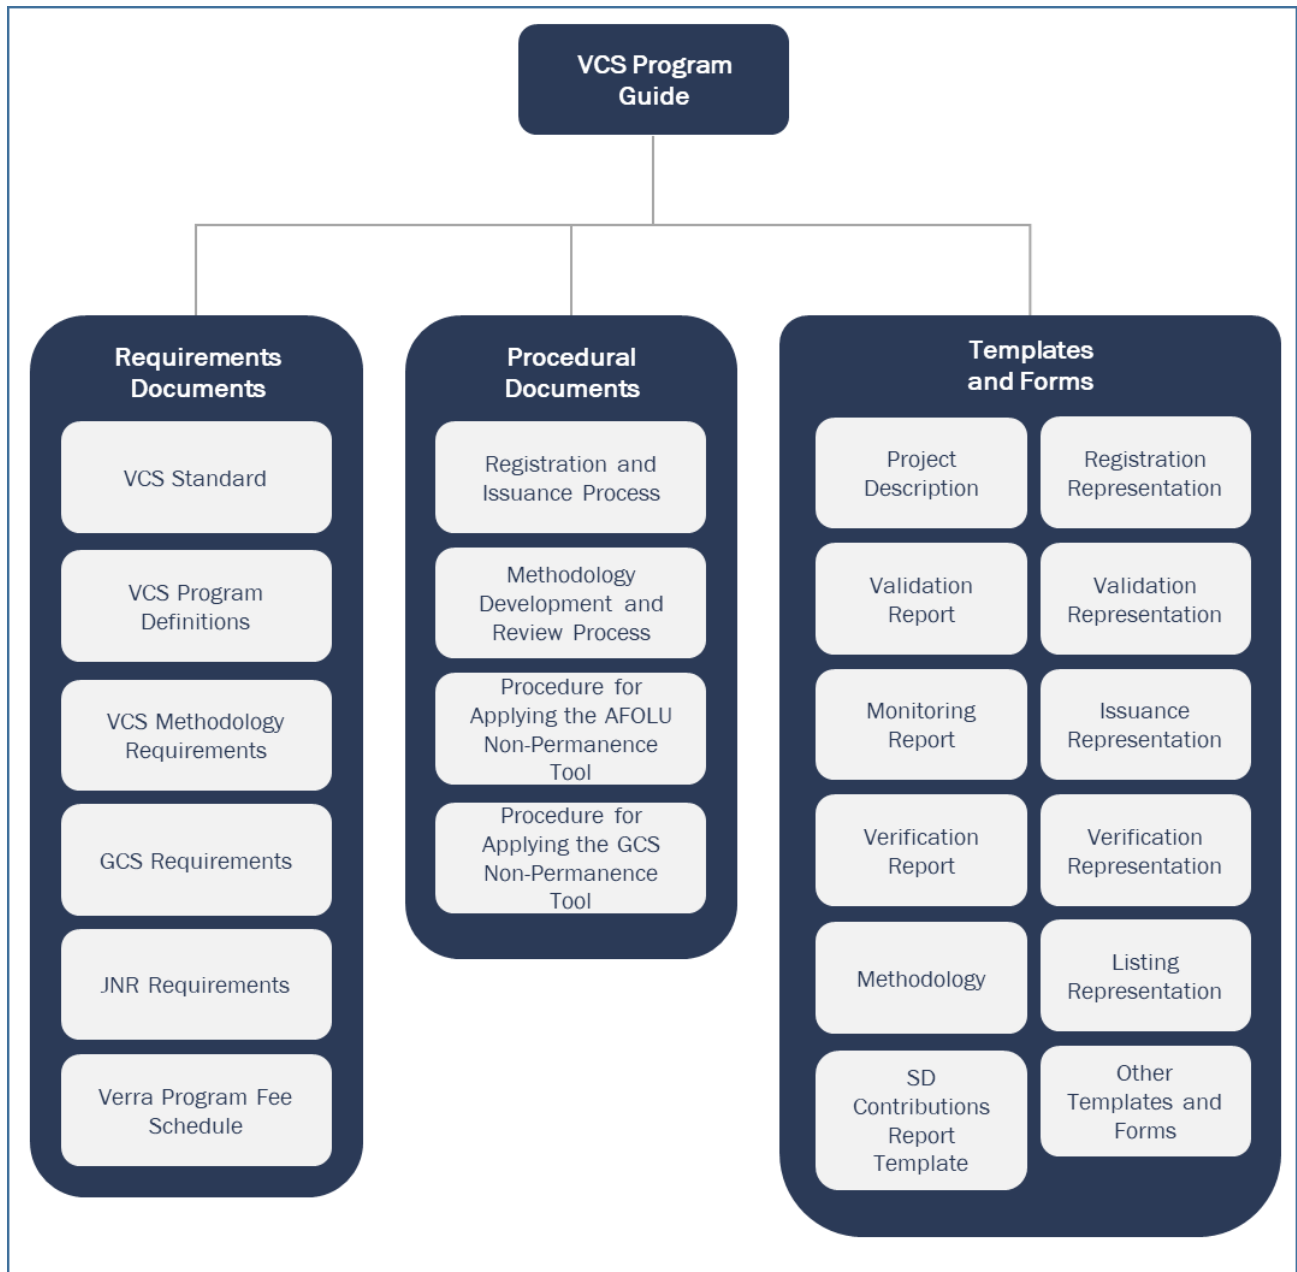 VCS Program
Guide
Requirements
Documents
VCS Standard
VCS Program
Definitions
VCS Methodology
Requirements
GCS Requirements
JNR Requirements
Verra Program Fee
Schedule
Procedural
Documents
Registration and
Issuance Process
Methodology
Development and
Review Process
Procedure for
Applying the AFOLU
Non-Permanence
Tool
Procedure for
Applying the GCS
Non-Permanence
Tool
Templates
and Forms
Project
Description
Registration
Representation
Validation
Report
Validation
Representation
Monitoring
Report
Issuance
Representation
Verification
Report
Verification
Representation
Methodology
Listing
Representation
SD
Contributions
Report
Template
Other
Templates and
Forms